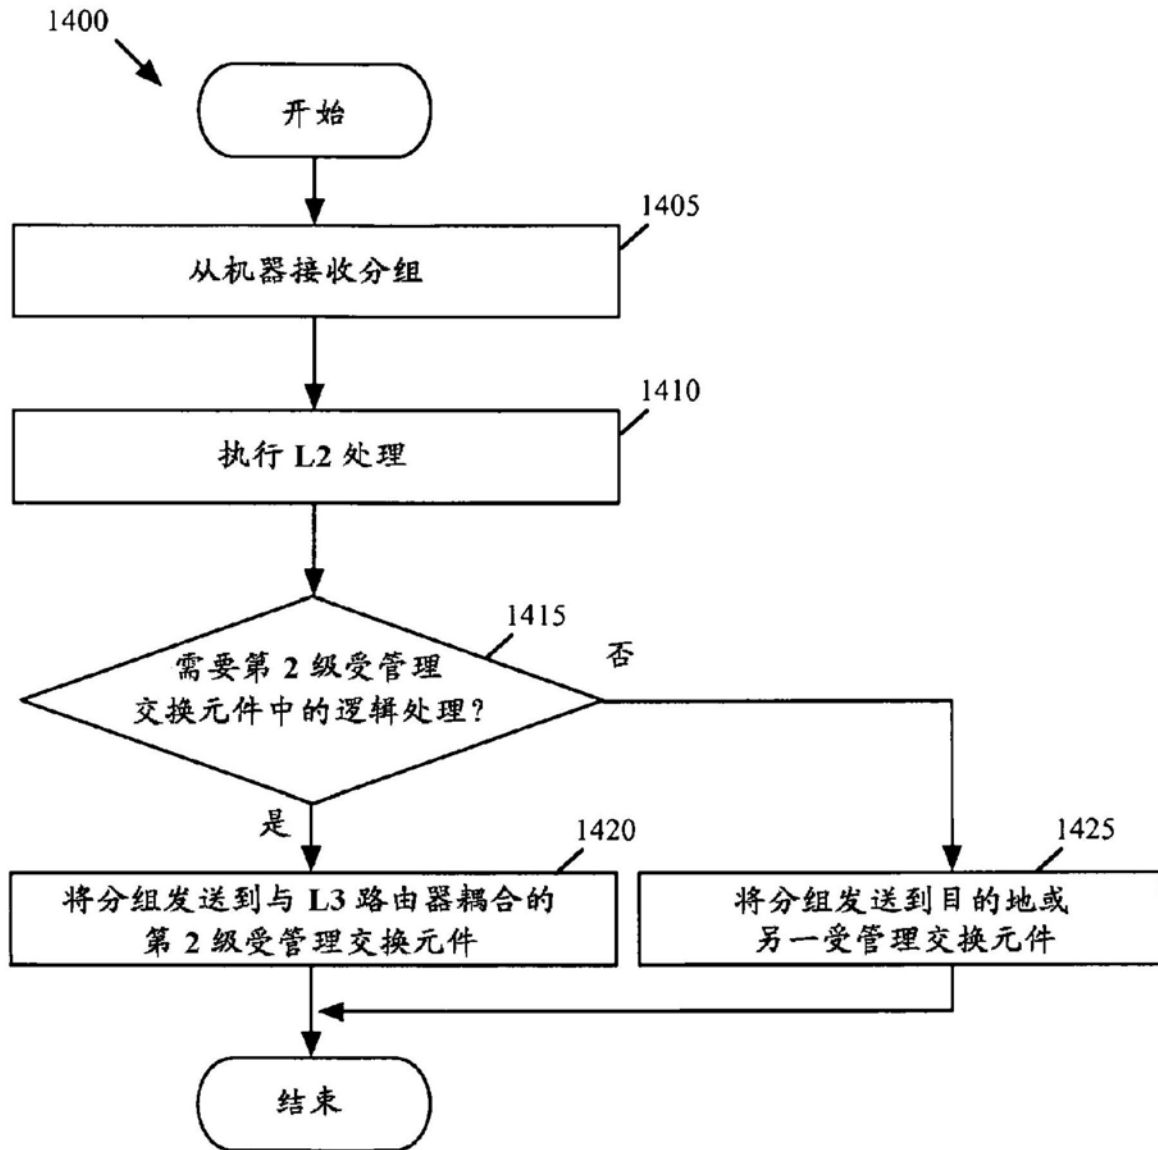 1400
开始
1405
从机器接收分组
1410
执行 L2 处理
1415
需要第 2 级受管理
交换元件中的逻辑处理?
否
是
1420
将分组发送到与 L3 路由器耦合的
第 2 级受管理交换元件
1425
将分组发送到目的地或
另一受管理交换元件
结束